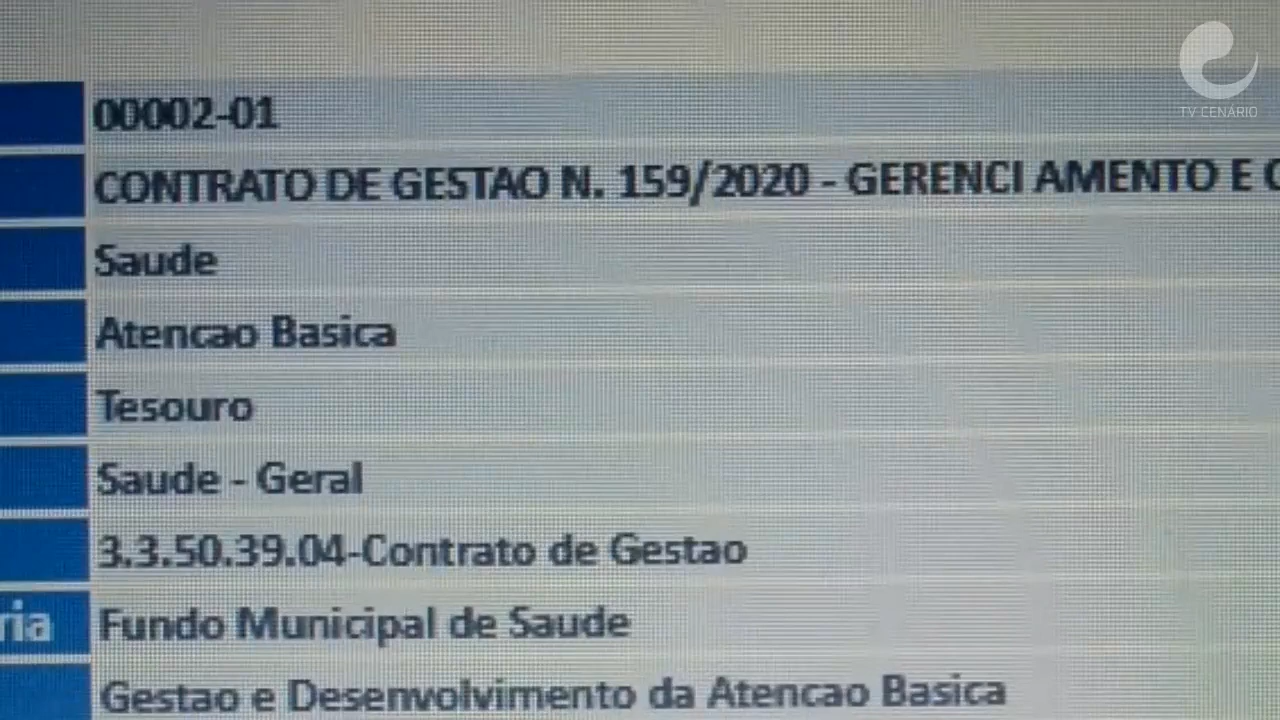 TV CENÁRIO
00002-01
CONTRATO DE GESTAO N. 159/2020 - GERENCI AMENTO E
Saude
Atencao Basica
Tesouro
Saude - Geral
3.3.50.39.04-Contrato de Gestao
ria Fundo Municipal de Saude
Gestao e Desenvolvimento da Atencao Basica